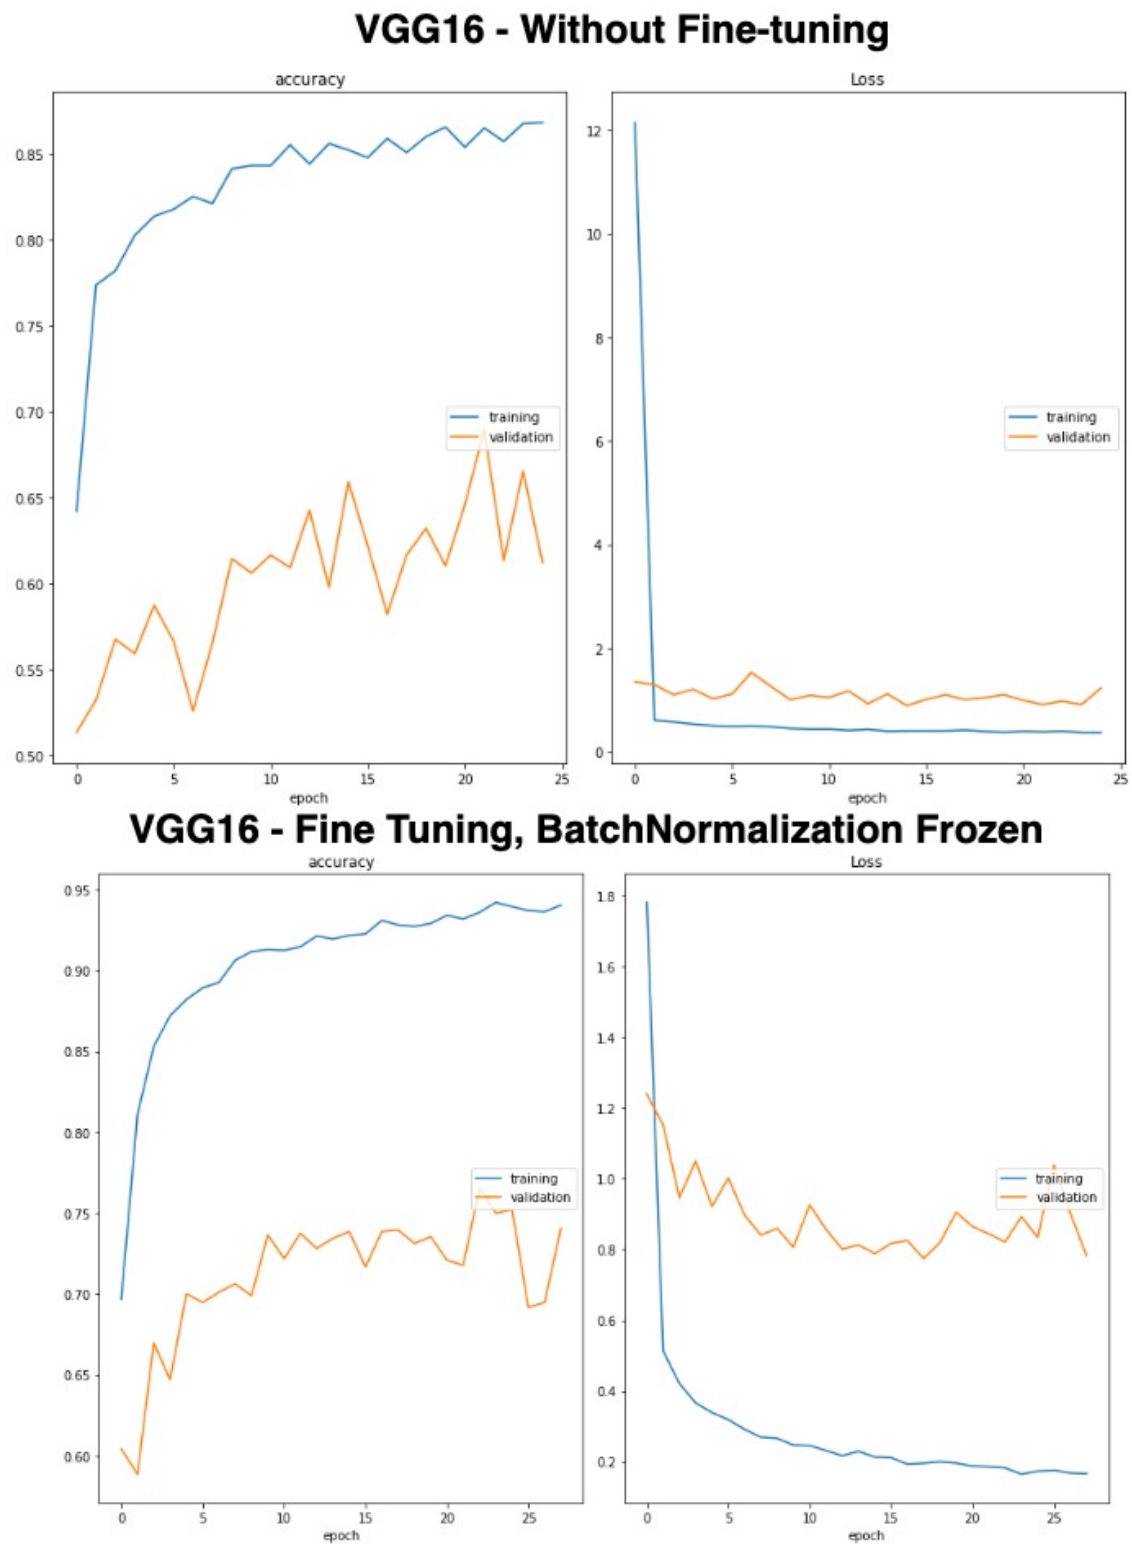 VGG16 - Without Fine-tuning
accuracy
Loss
0.85
0.80
0.75
0.70
0.65
0.60
0.55
0.50
training
validation
0 5 10 15 20 25
epoch
12
10
8
6
4
2
0
training
validation
0 5 10 15 20 25
epoch
VGG16 - Fine Tuning, BatchNormalization Frozen
accuracy
Loss
0.95
0.90
0.85
0.80
0.75
0.70
0.65
0.60
training
validation
0 5 10 15 20 25
epoch
1.8
1.6
1.4
1.2
1.0
0.8
0.6
0.4
0.2
training
validation
0 5 10 15 20 25
epoch